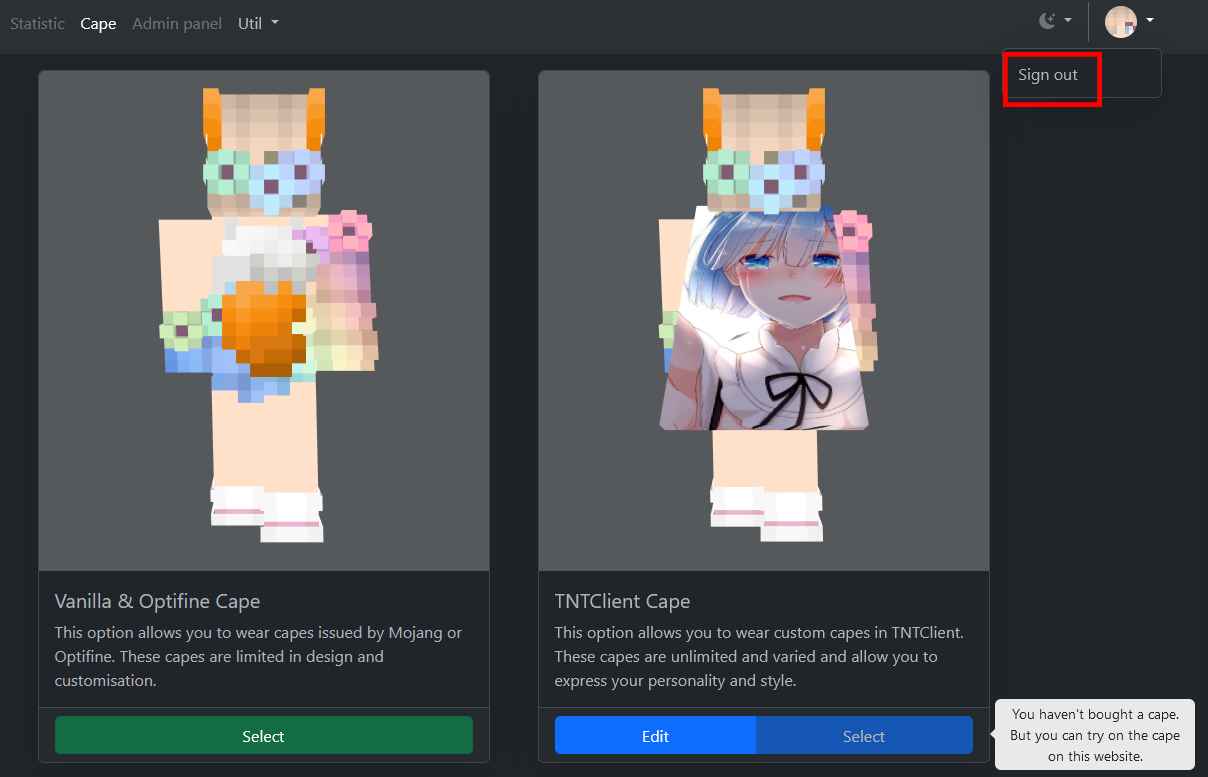 Statistic Cape Admin panel Util
Sign out
Vanilla & Optifine Cape
This option allows you to wear capes issued by Mojang or
Optifine. These capes are limited in design and
customisation.
Select
TNTClient Cape
This option allows you to wear custom capes in TNTClient.
These capes are unlimited and varied and allow you to
express your personality and style.
Edit Select
You haven't bought a cape.
But you can try on the cape
on this website.